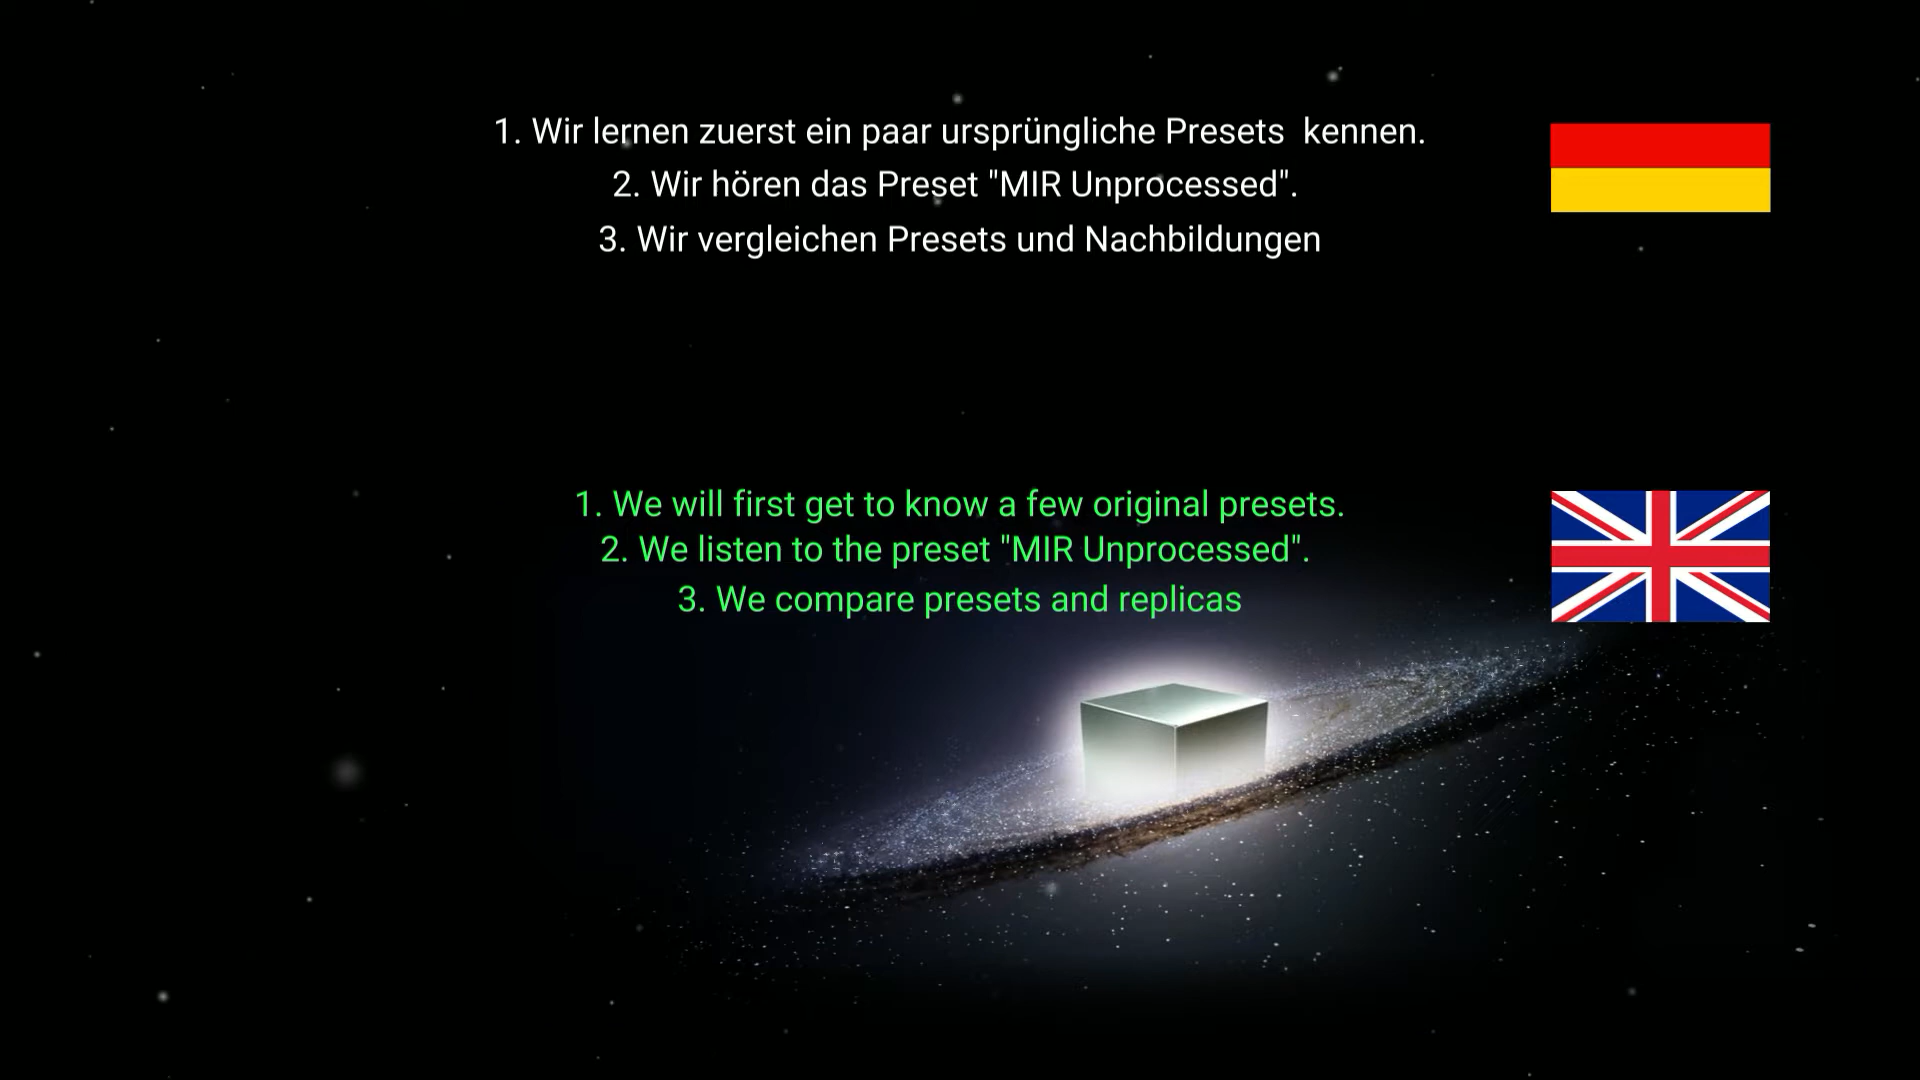 1. Wir lernen zuerst ein paar ursprüngliche Presets  kennen.
2. Wir hören das Preset "MIR Unprocessed".
3. Wir vergleichen Presets und Nachbildungen
1. We will first get to know a few original presets.
2. We listen to the preset "MIR Unprocessed".
3. We compare presets and replicas